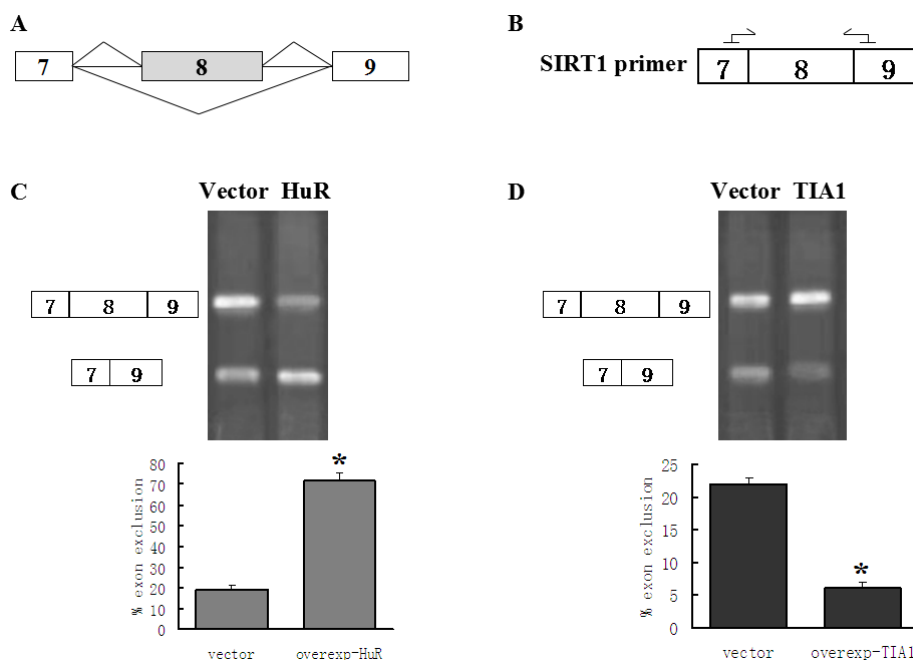 A
7 8 9
B
SIRT1 primer 7 8 9
C
Vector HuR
7 8 9
7 9
% exon exclusion
80
70
60
50
40
30
20
10
0
*
vector overexp-HuR
D
Vector TIA1
7 8 9
7 9
% exon exclusion
25
20
15
10
5
0
*
vector overexp-TIA1